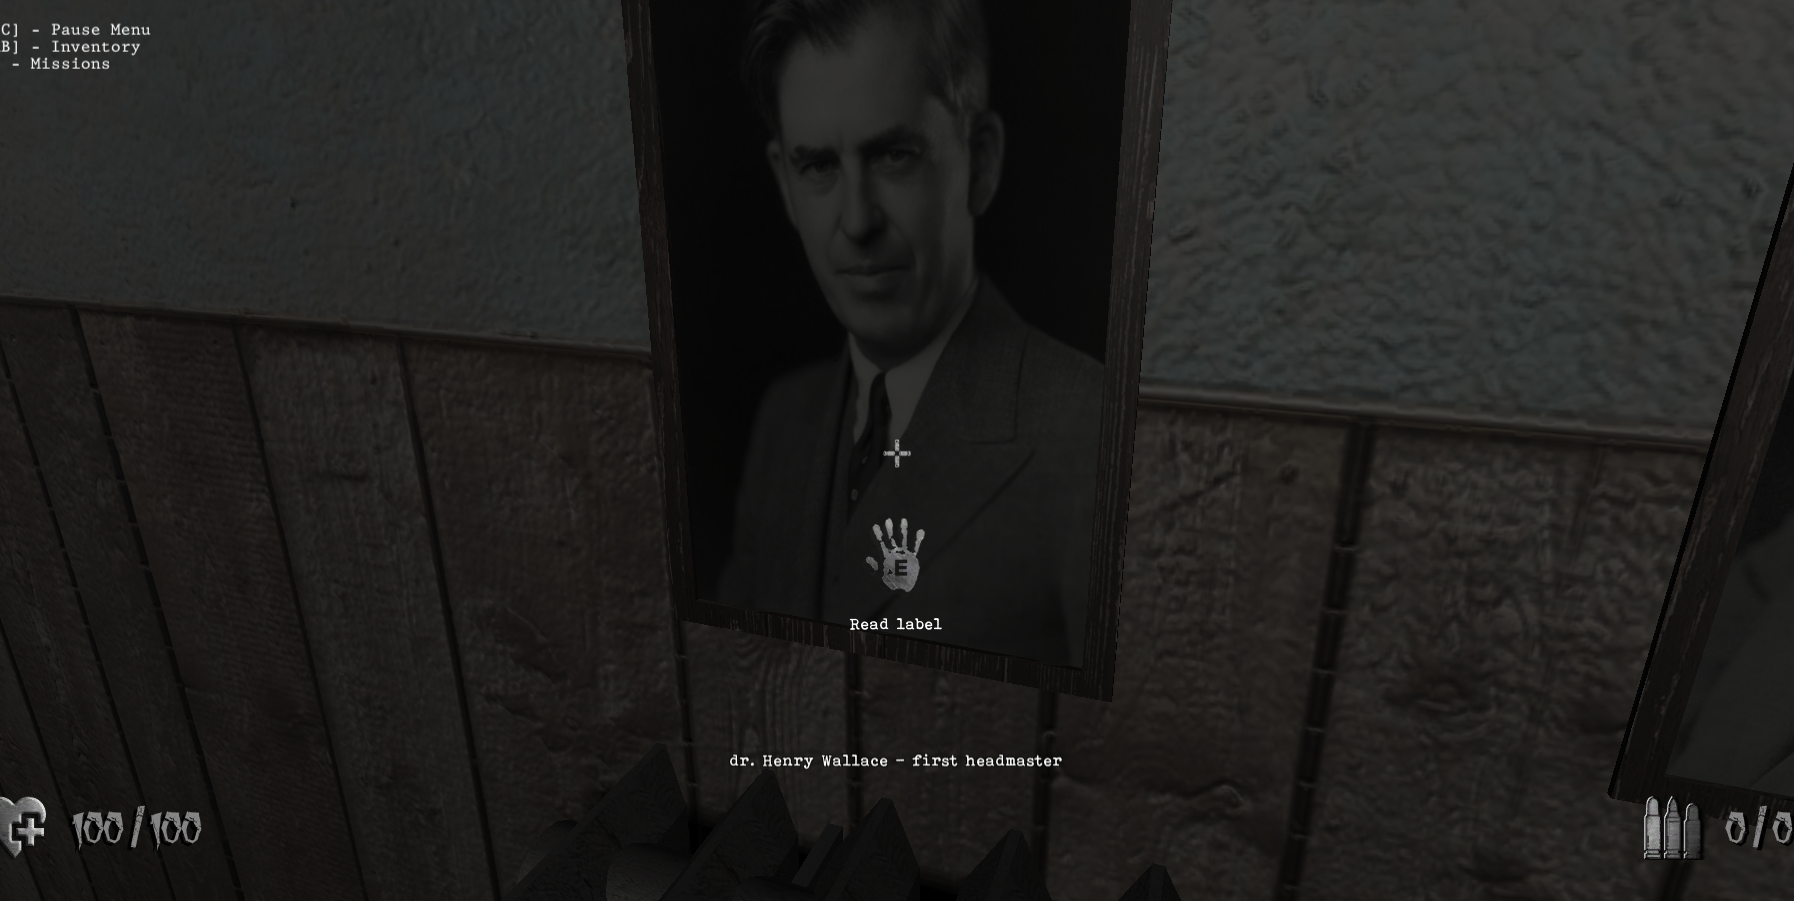 C] - Pause Menu
B] - Inventory
- Missions
E
Read label
dr. Henry Wallace - first headmaster
100/100
0/0